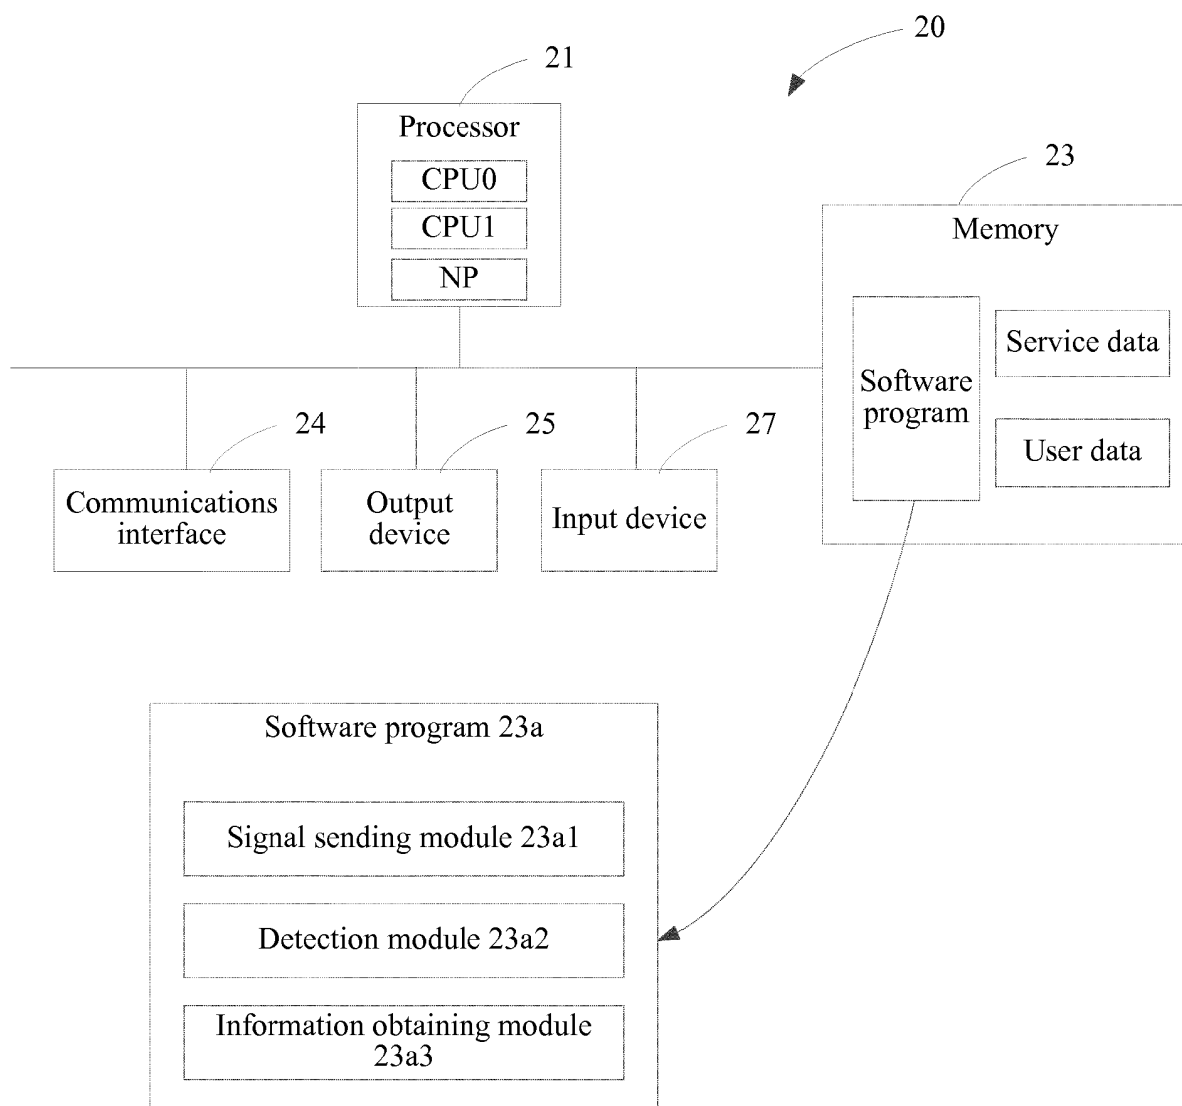 20
21
Processor
CPU0
CPU1
NP
23
Memory
Software
program
Service data
User data
24
Communications
interface
25
Output
device
27
Input device
Software program 23a
Signal sending module 23a1
Detection module 23a2
Information obtaining module
23a3